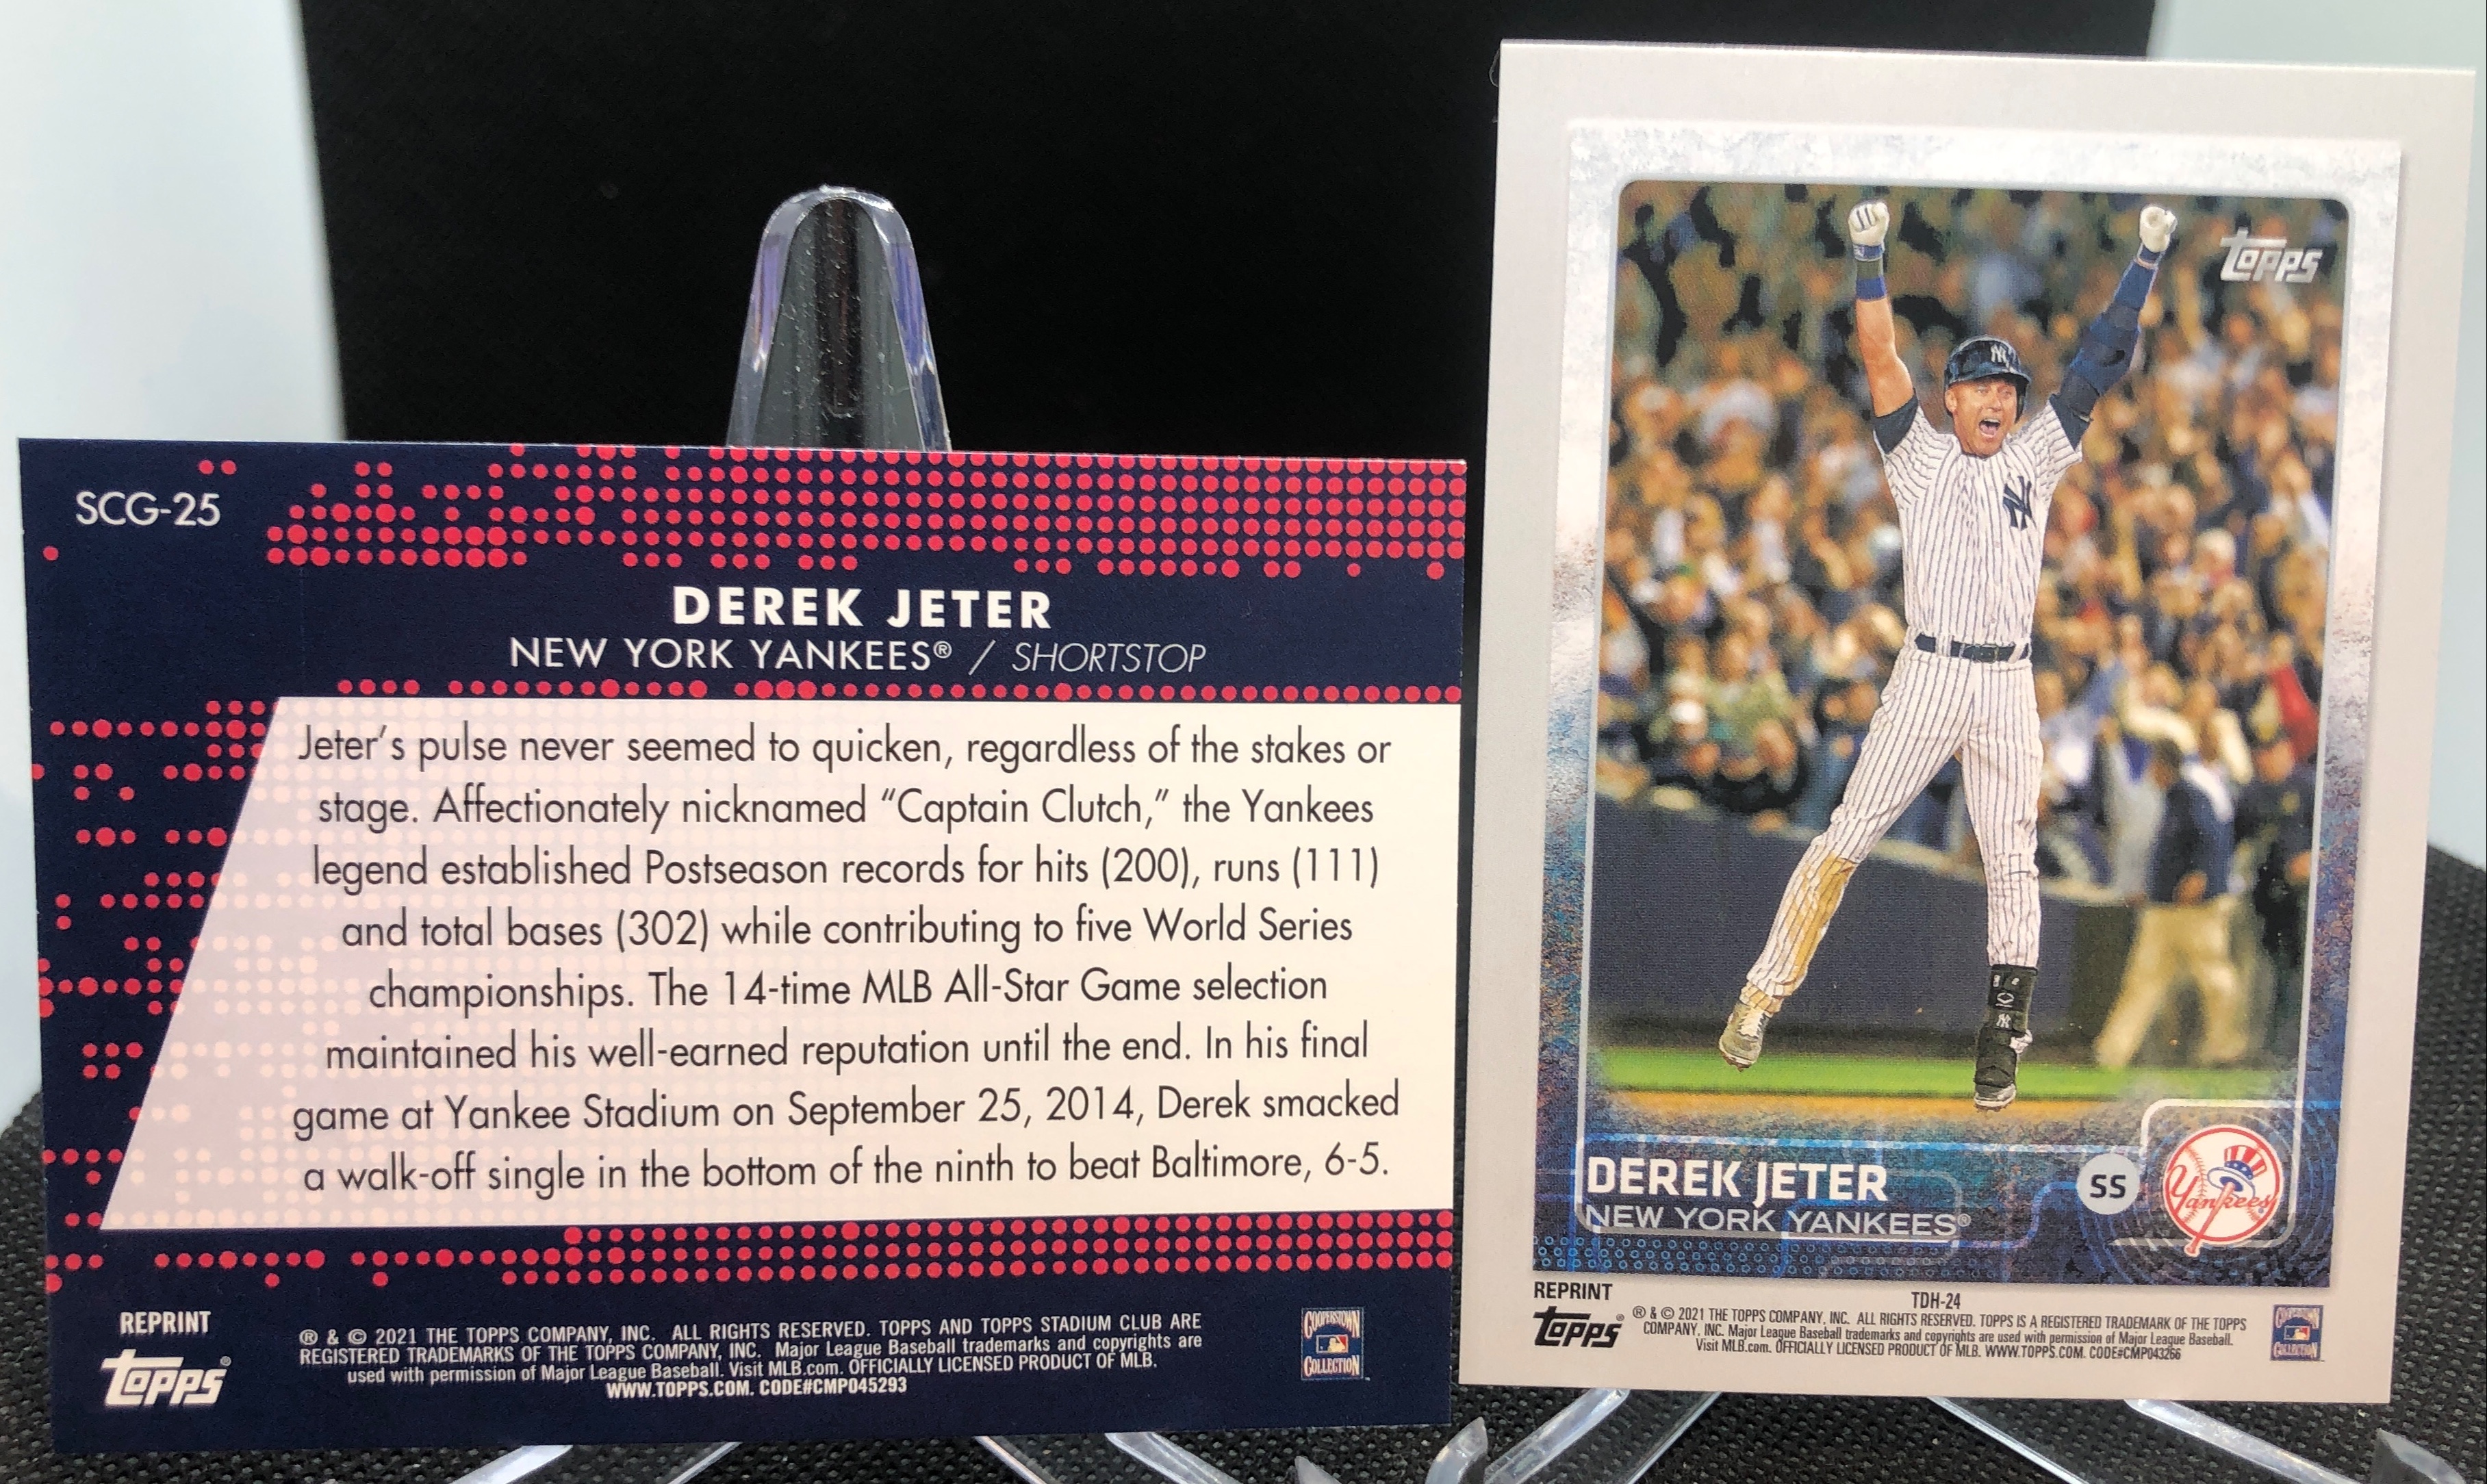 SCG-25
DEREK JETER
NEW YORK YANKEES® / SHORTSTOP
Jeter's pulse never seemed to quicken, regardless of the stakes or
stage. Affectionately nicknamed “Captain Clutch,” the Yankees
legend established Postseason records for hits (200), runs (111)
and total bases (302) while contributing to five World Series
championships. The 14-time MLB All-Star Game selection
maintained his well-earned reputation until the end. In his final
game at Yankee Stadium on September 25, 2014, Derek smacked
a walk-off single in the bottom of the ninth to beat Baltimore, 6-5.
REPRINT
TOPPS®
® & © 2021 THE TOPPS COMPANY, INC. ALL RIGHTS RESERVED. TOPPS AND TOPPS STADIUM CLUB ARE
REGISTERED TRADEMARKS OF THE TOPPS COMPANY, INC. Major League Baseball trademarks and copyrights are
used with permission of Major League Baseball. Visit MLB.com. OFFICIALLY LICENSED PRODUCT OF MLB.
WWW.TOPPS.COM. CODE#CMP045293
COOPERSTOWN
COLLECTION
TOPPS
NY
NY
NY
DEREK JETER
NEW YORK YANKEES®
SS
Yankees
REPRINT
TOPPS®
TDH-24
® & © 2021 THE TOPPS COMPANY, INC. ALL RIGHTS RESERVED. TOPPS IS A REGISTERED TRADEMARK OF THE TOPPS
COMPANY, INC. Major League Baseball trademarks and copyrights are used with permission of Major League Baseball.
Visit MLB.com. OFFICIALLY LICENSED PRODUCT OF MLB. WWW.TOPPS.COM. CODE#CMP043266
COOPERSTOWN
COLLECTION